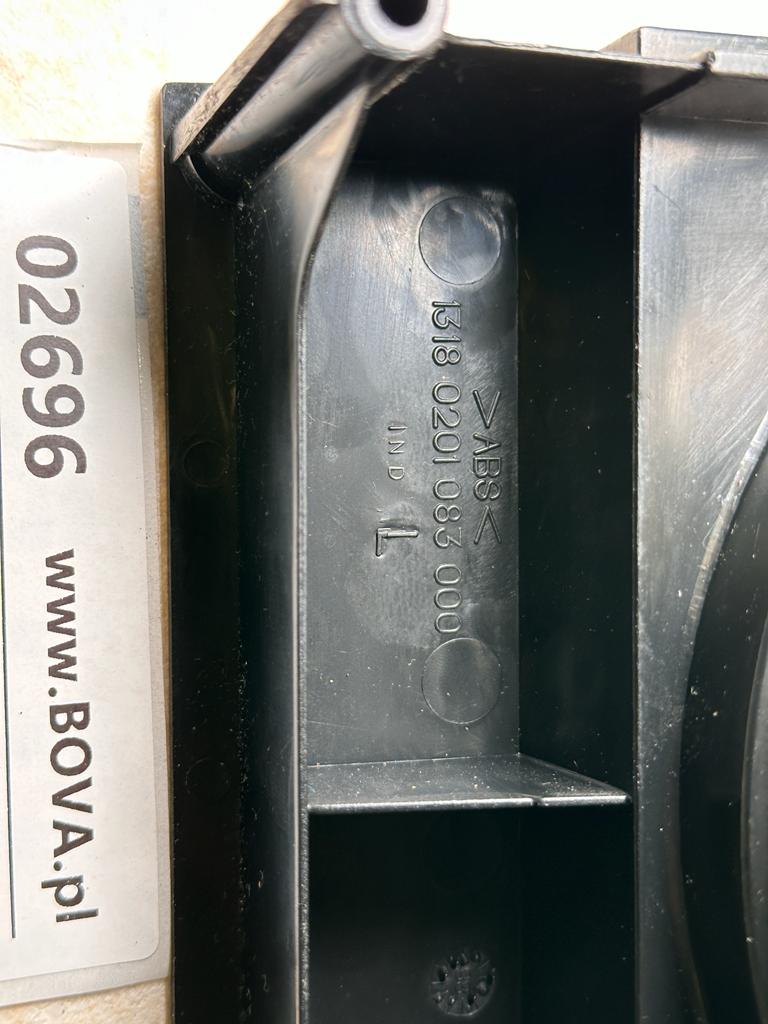 >ABS<
1318 0201 083 000
IND L
02696 www.BOVA.pl